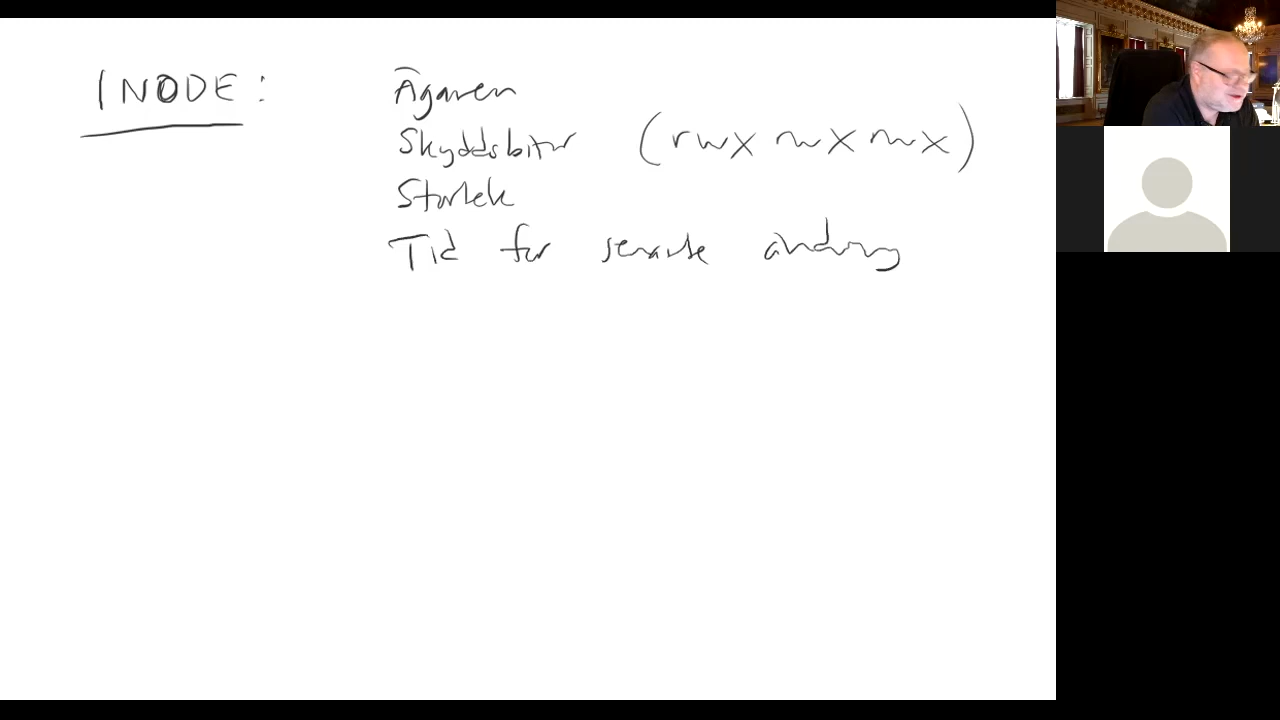 INODE:
Ägaren
Skyddsbitar (rwx rwx rwx)
Storlek
Tid för senaste ändring